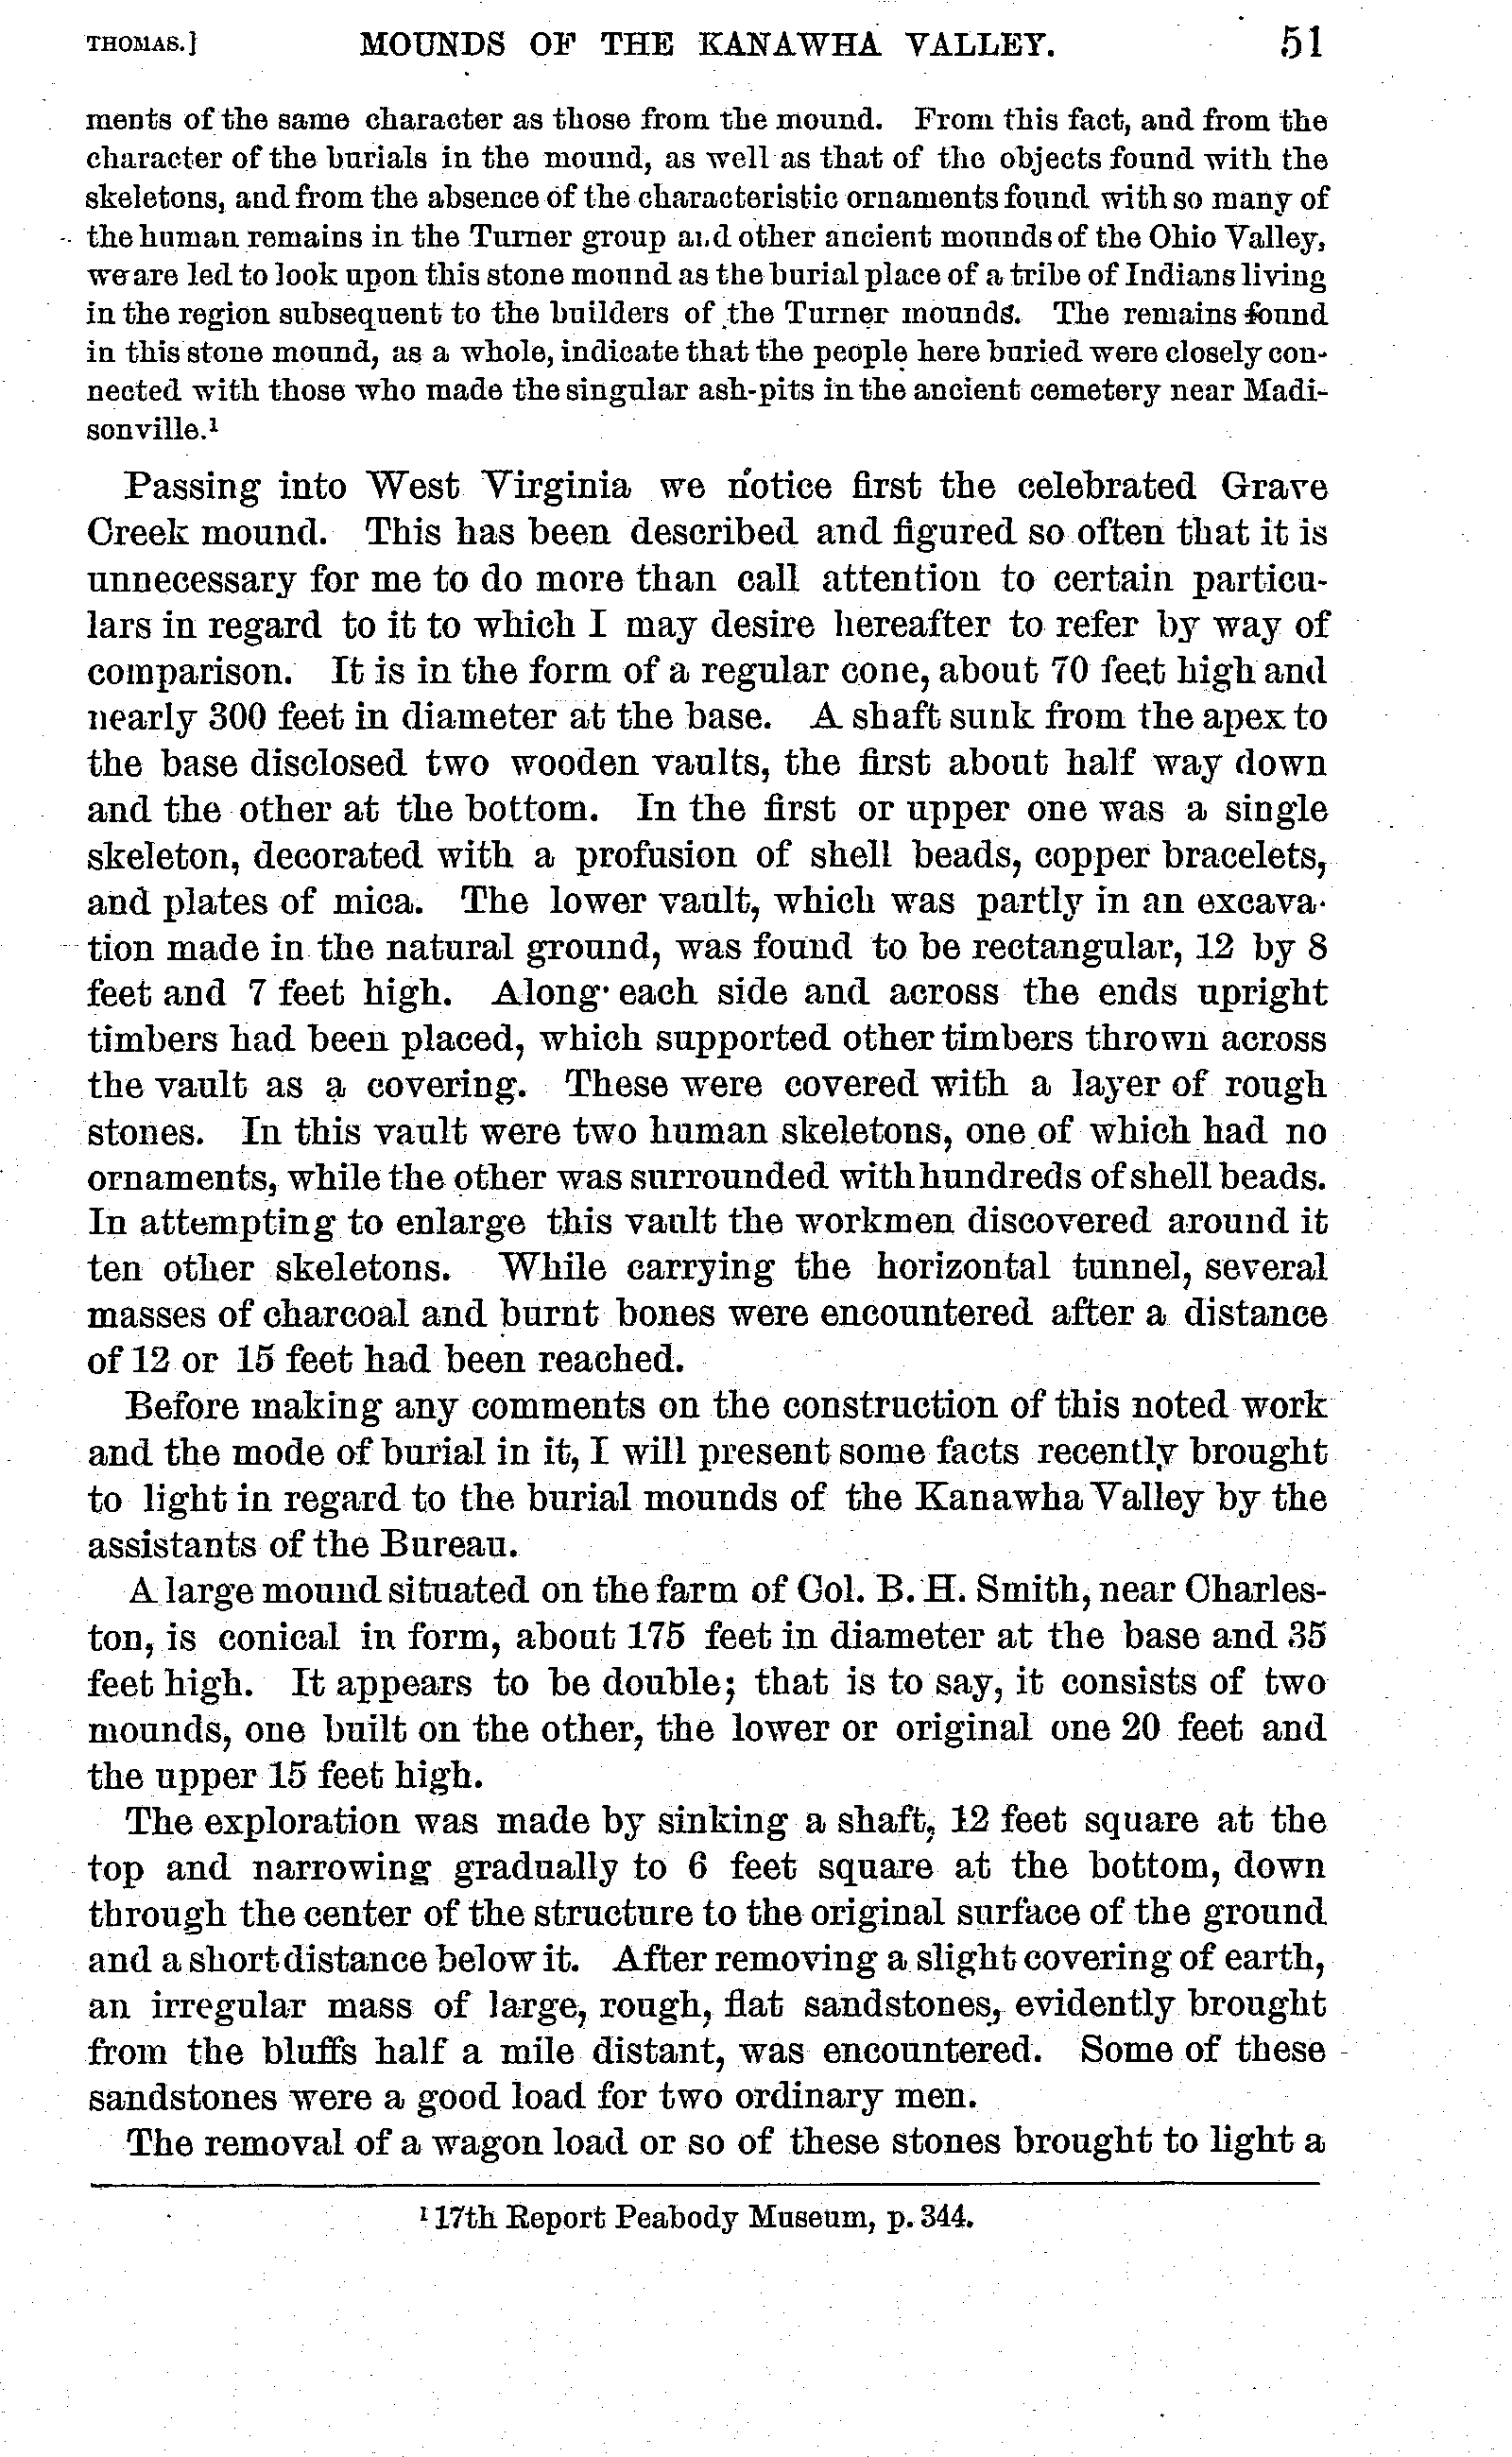 THOMAS.] MOUNDS OF THE KANAWHA VALLEY. 51
ments of the same character as those from the mound. From this fact, and from the
character of the burials in the mound, as well as that of the objects found with the
skeletons, and from the absence of the characteristic ornaments found with so many of
the human remains in the Turner group and other ancient mounds of the Ohio Valley,
we are led to look upon this stone mound as the burial place of a tribe of Indians living
in the region subsequent to the builders of the Turner mounds. The remains found
in this stone mound, as a whole, indicate that the people here buried were closely con-
nected with those who made the singular ash-pits in the ancient cemetery near Madi-
sonville.¹
Passing into West Virginia we notice first the celebrated Grave
Creek mound. This has been described and figured so often that it is
unnecessary for me to do more than call attention to certain particu-
lars in regard to it to which I may desire hereafter to refer by way of
comparison. It is in the form of a regular cone, about 70 feet high and
nearly 300 feet in diameter at the base. A shaft sunk from the apex to
the base disclosed two wooden vaults, the first about half way down
and the other at the bottom. In the first or upper one was a single
skeleton, decorated with a profusion of shell beads, copper bracelets,
and plates of mica. The lower vault, which was partly in an excava-
tion made in the natural ground, was found to be rectangular, 12 by 8
feet and 7 feet high. Along each side and across the ends upright
timbers had been placed, which supported other timbers thrown across
the vault as a covering. These were covered with a layer of rough
stones. In this vault were two human skeletons, one of which had no
ornaments, while the other was surrounded with hundreds of shell beads.
In attempting to enlarge this vault the workmen discovered around it
ten other skeletons. While carrying the horizontal tunnel, several
masses of charcoal and burnt bones were encountered after a distance
of 12 or 15 feet had been reached.
Before making any comments on the construction of this noted work
and the mode of burial in it, I will present some facts recently brought
to light in regard to the burial mounds of the Kanawha Valley by the
assistants of the Bureau.
A large mound situated on the farm of Col. B. H. Smith, near Charles-
ton, is conical in form, about 175 feet in diameter at the base and 35
feet high. It appears to be double; that is to say, it consists of two
mounds, one built on the other, the lower or original one 20 feet and
the upper 15 feet high.
The exploration was made by sinking a shaft, 12 feet square at the
top and narrowing gradually to 6 feet square at the bottom, down
through the center of the structure to the original surface of the ground
and a short distance below it. After removing a slight covering of earth,
an irregular mass of large, rough, flat sandstones, evidently brought
from the bluffs half a mile distant, was encountered. Some of these
sandstones were a good load for two ordinary men.
The removal of a wagon load or so of these stones brought to light a
¹ 17th Report Peabody Museum, p. 344.